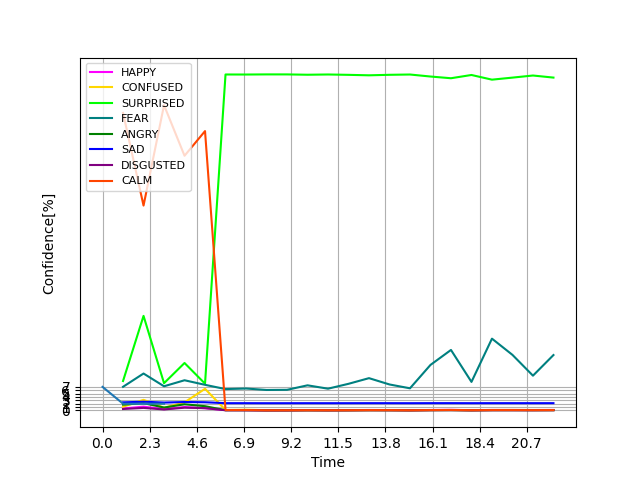 HAPPY
CONFUSED
SURPRISED
FEAR
ANGRY
SAD
DISGUSTED
CALM
Confidence[%]
0.0 2.3 4.6 6.9 9.2 11.5 13.8 16.1 18.4 20.7
Time